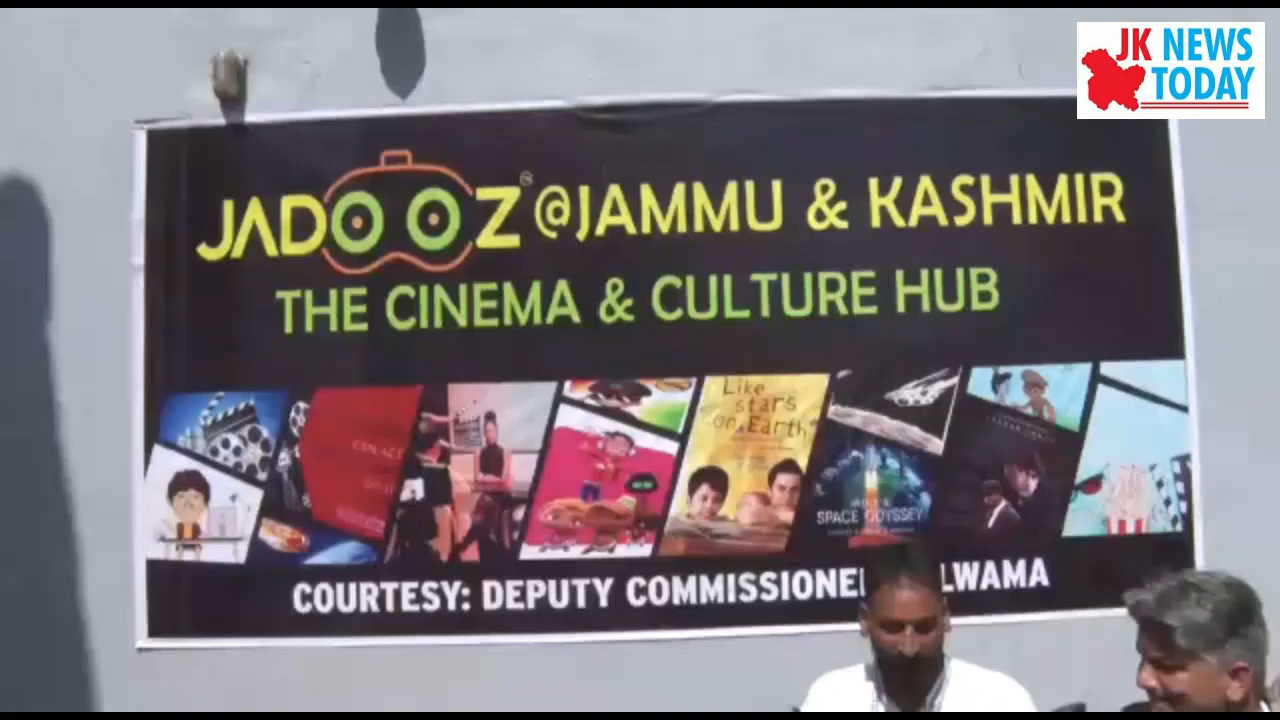 JK NEWS
TODAY
JADOOZ® @JAMMU & KASHMIR
THE CINEMA & CULTURE HUB
Like
stars
on Earth
SPACE ODYSSEY
COURTESY: DEPUTY COMMISSIONE LWAMA